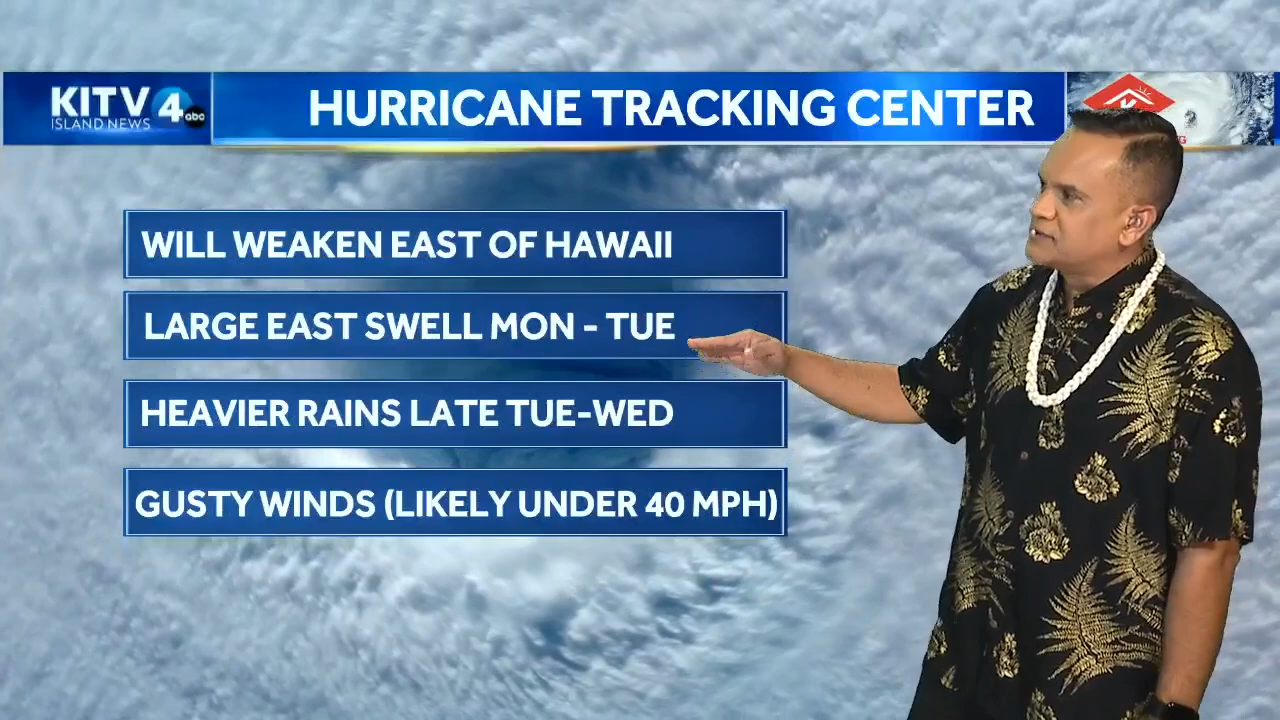 KITV 4 abc
ISLAND NEWS
HURRICANE TRACKING CENTER
WILL WEAKEN EAST OF HAWAII
LARGE EAST SWELL MON - TUE
HEAVIER RAINS LATE TUE-WED
GUSTY WINDS (LIKELY UNDER 40 MPH)